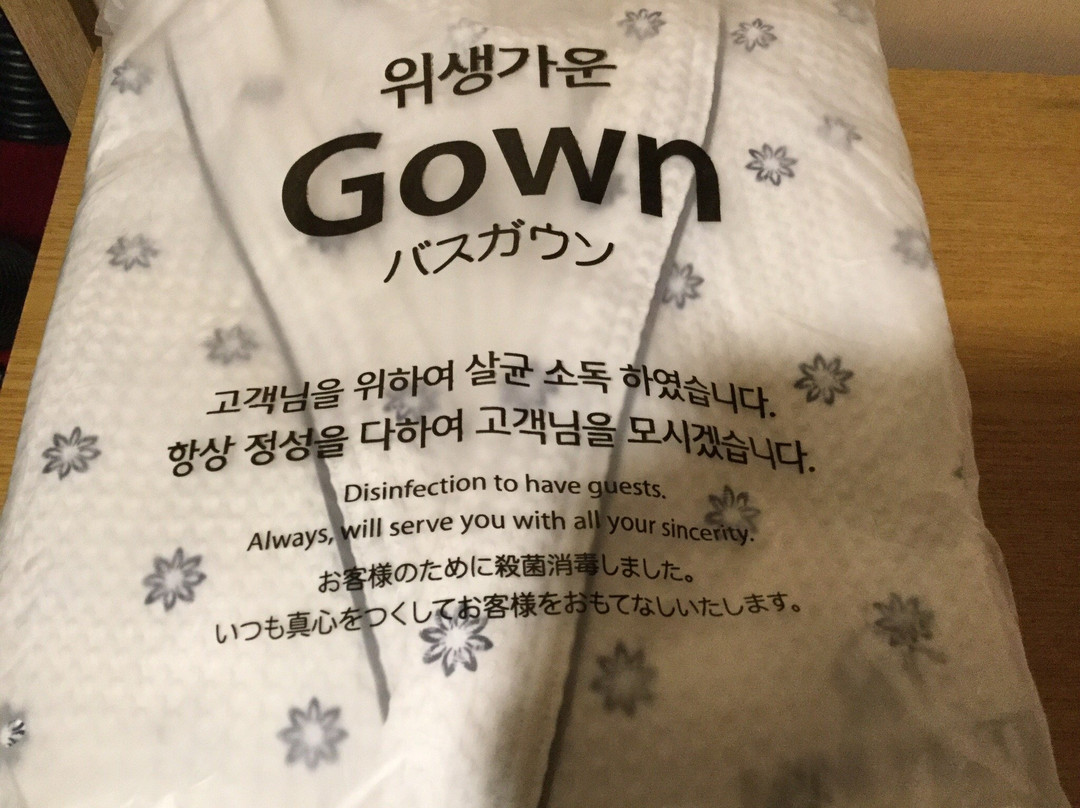 위생가운
Gown
バスガウン
고객님을 위하여 살균 소독 하였습니다.
항상 정성을 다하여 고객님을 모시겠습니다.
Disinfection to have guests.
Always, will serve you with all your sincerity.
お客様のために殺菌消毒しました。
いつも真心をつくしてお客様をおもてなしいたします。